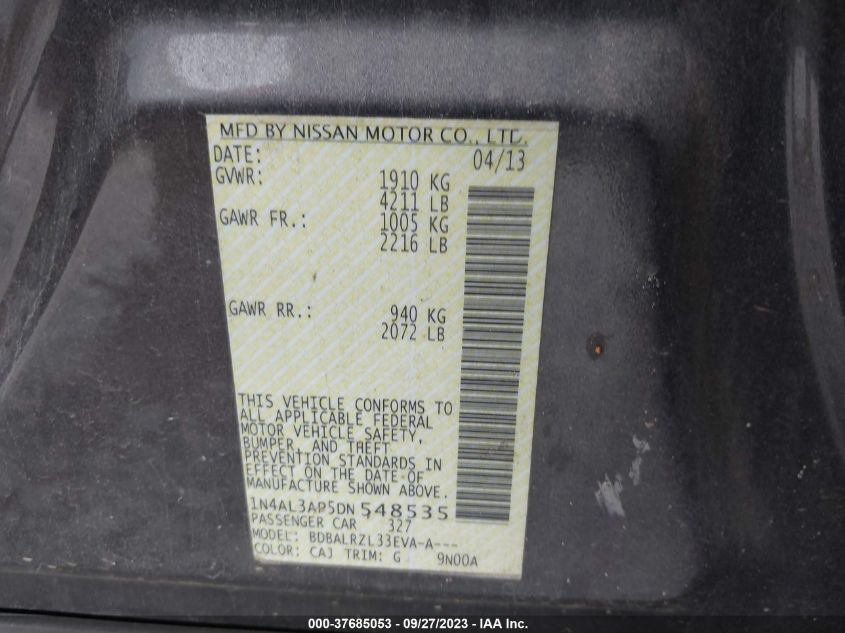 MFD BY NISSAN MOTOR CO., LTD.
DATE: 04/13
GVWR: 1910 KG
4211 LB
GAWR FR.: 1005 KG
2216 LB
GAWR RR.: 940 KG
2072 LB
THIS VEHICLE CONFORMS TO
ALL APPLICABLE FEDERAL
MOTOR VEHICLE SAFETY,
BUMPER, AND THEFT
PREVENTION STANDARDS IN
EFFECT ON THE DATE OF
MANUFACTURE SHOWN ABOVE.
1N4AL3AP5DN548535
PASSENGER CAR 327
MODEL: BDBALRZL33EVA-A---
COLOR: CAJ TRIM: G 9N00A
000-37685053 - 09/27/2023 - IAA Inc.